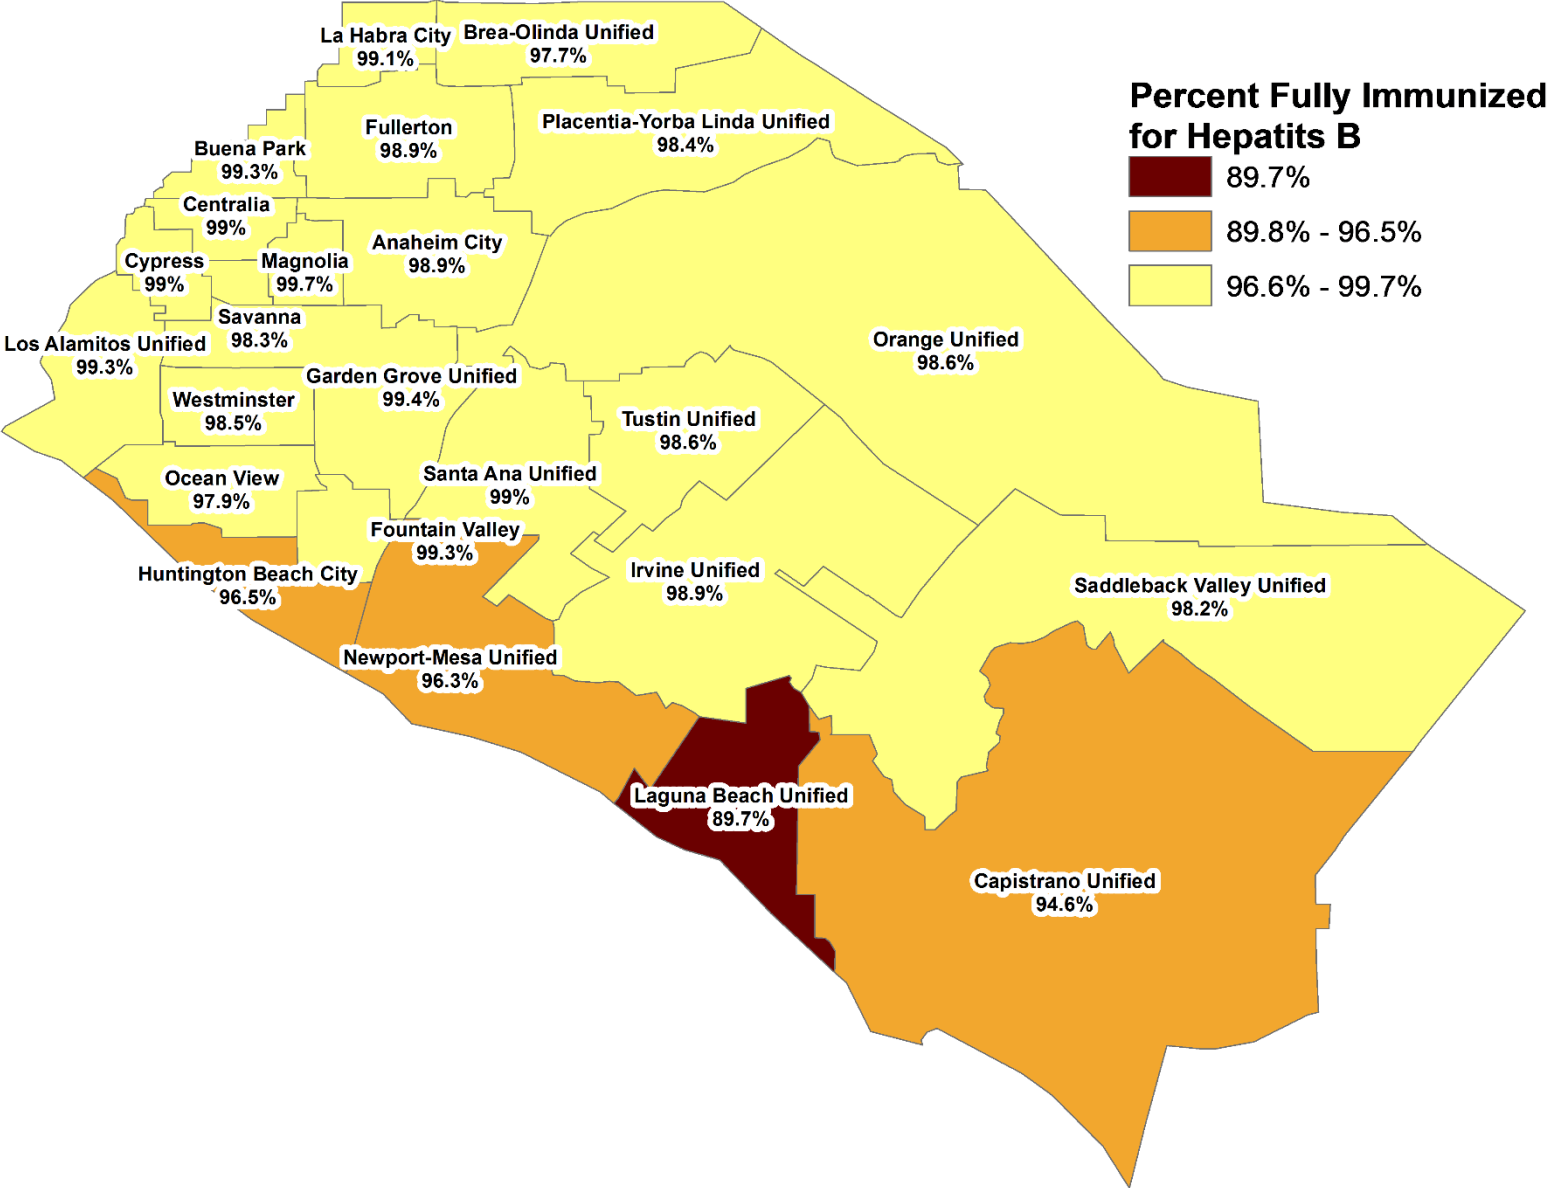 La Habra City
99.1%
Brea-Olinda Unified
97.7%
Percent Fully Immunized
for Hepatits B
89.7%
89.8% - 96.5%
96.6% - 99.7%
Fullerton
98.9%
Placentia-Yorba Linda Unified
98.4%
Buena Park
99.3%
Centralia
99%
Anaheim City
98.9%
Cypress
99%
Magnolia
99.7%
Savanna
98.3%
Los Alamitos Unified
99.3%
Orange Unified
98.6%
Garden Grove Unified
99.4%
Westminster
98.5%
Tustin Unified
98.6%
Ocean View
97.9%
Santa Ana Unified
99%
Fountain Valley
99.3%
Huntington Beach City
96.5%
Irvine Unified
98.9%
Saddleback Valley Unified
98.2%
Newport-Mesa Unified
96.3%
Laguna Beach Unified
89.7%
Capistrano Unified
94.6%